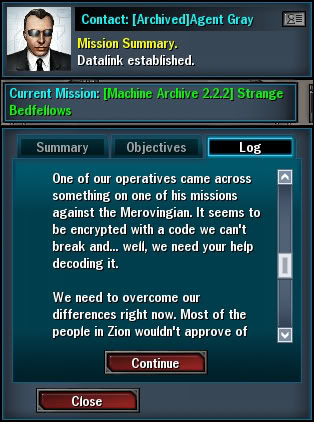 Contact: [Archived]Agent Gray
Mission Summary.
Datalink established.
Current Mission: [Machine Archive 2.2.2] Strange
Bedfellows
Summary
Objectives
Log
One of our operatives came across
something on one of his missions
against the Merovingian. It seems to
be encrypted with a code we can't
break and... well, we need your help
decoding it.
We need to overcome our
differences right now. Most of the
people in Zion wouldn't approve of
Continue
Close